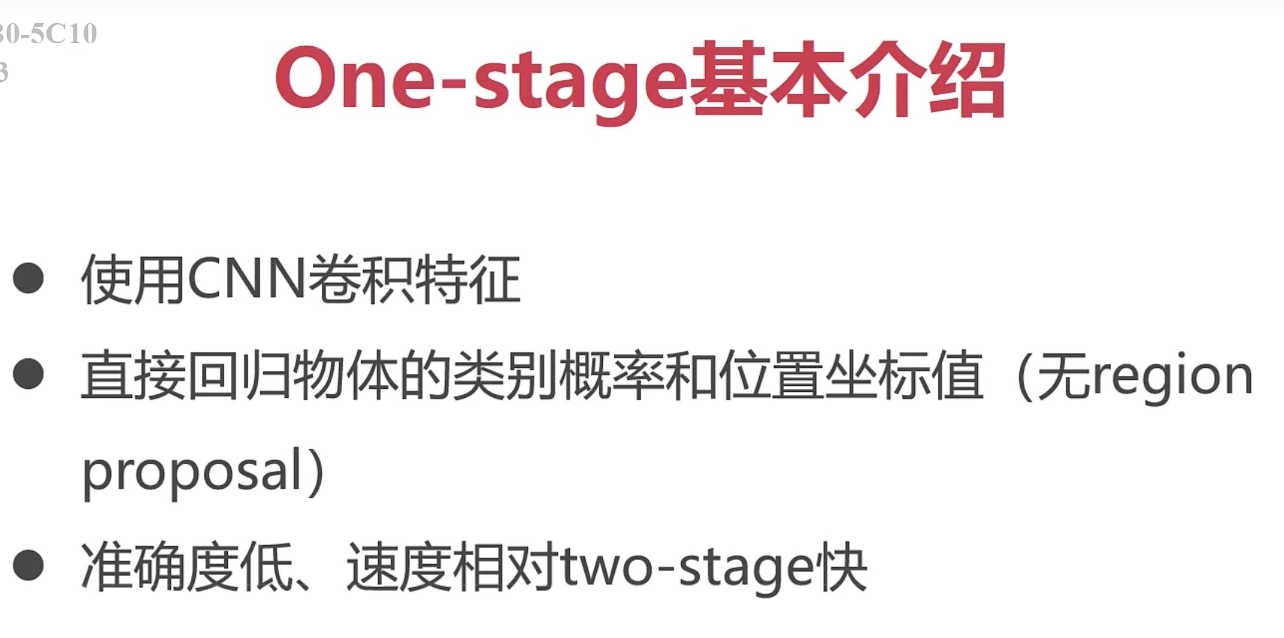 One-stage基本介绍
● 使用CNN卷积特征
● 直接回归物体的类别概率和位置坐标值（无region
proposal）
● 准确度低、速度相对two-stage快